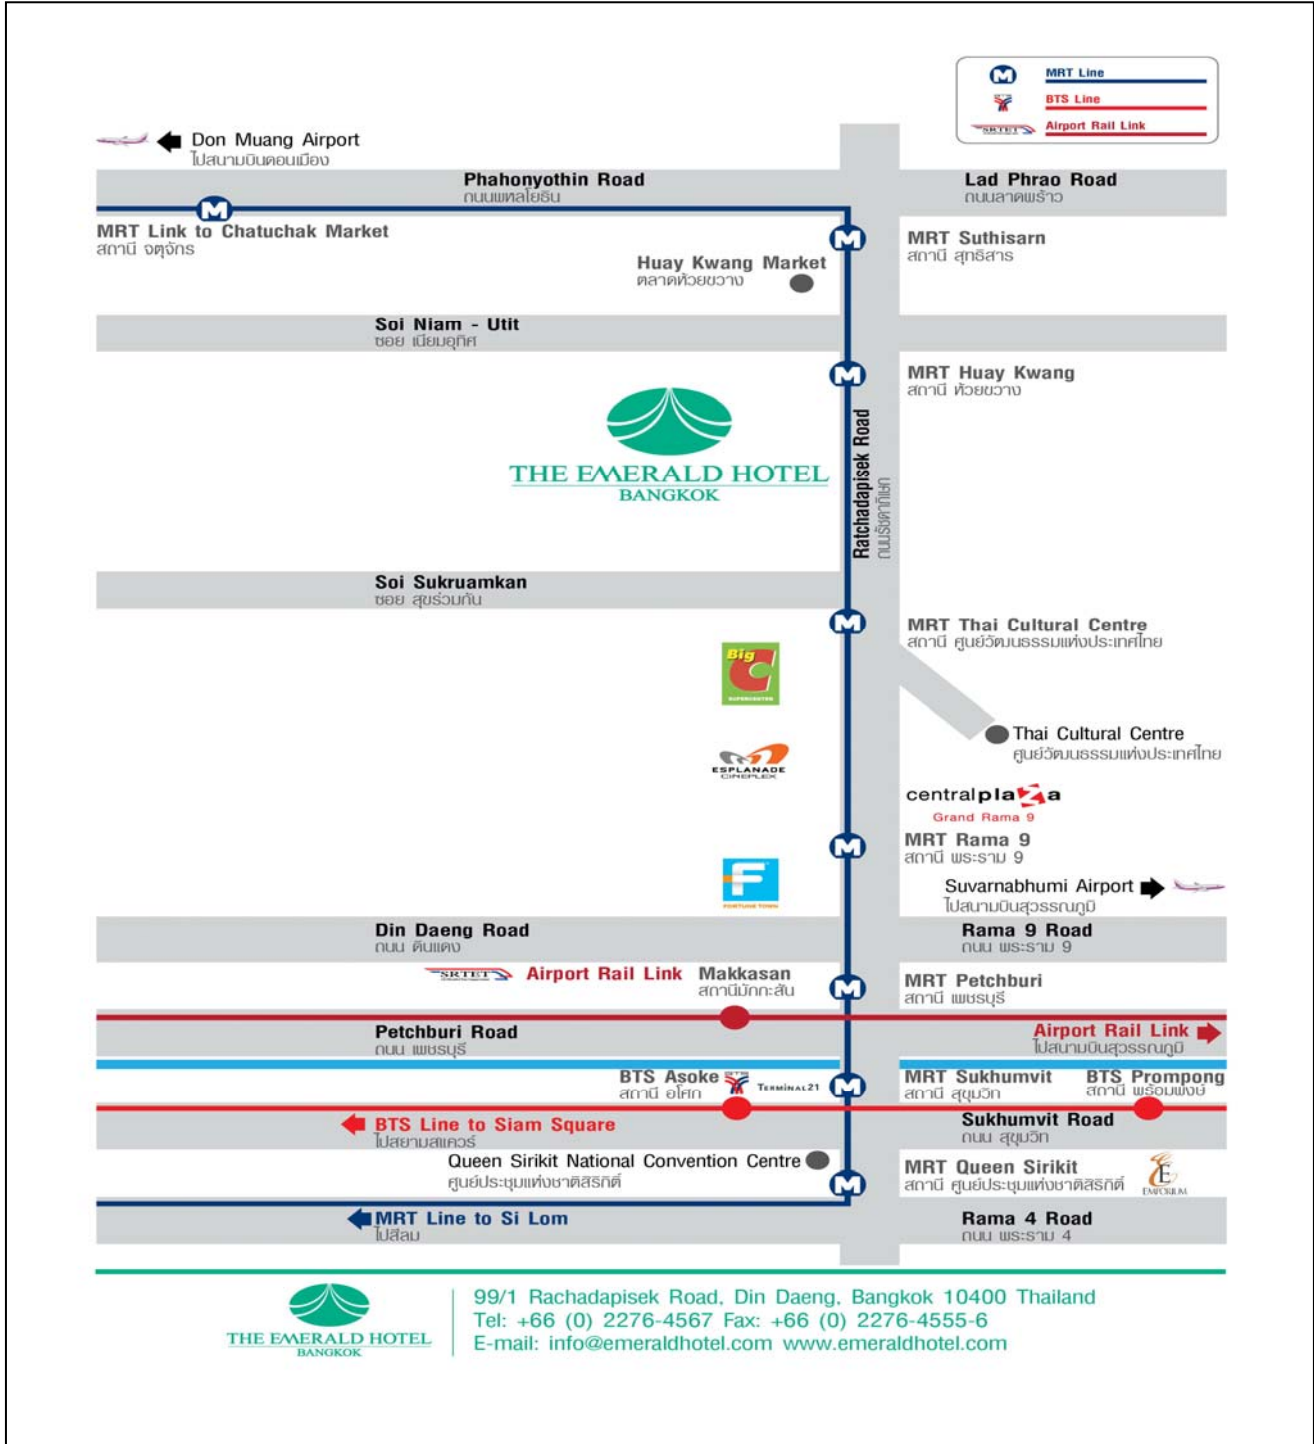 MRT Line
BTS Line
SRTET Airport Rail Link
Don Muang Airport
ไปสนามบินดอนเมือง
Phahonyothin Road
ถนนพหลโยธิน
Lad Phrao Road
ถนนลาดพร้าว
MRT Link to Chatuchak Market
สถานี จตุจักร
MRT Suthisarn
สถานี สุทธิสาร
Huay Kwang Market
ตลาดห้วยขวาง
Soi Niam - Utit
ซอย เนียมอุทิศ
MRT Huay Kwang
สถานี ห้วยขวาง
THE EMERALD HOTEL
BANGKOK
Ratchadapisek Road
ถนนรัชดาภิเษก
Soi Sukruamkan
ซอย สุขร่วมกัน
MRT Thai Cultural Centre
สถานี ศูนย์วัฒนธรรมแห่งประเทศไทย
Big C
SUPERCENTER
Thai Cultural Centre
ศูนย์วัฒนธรรมแห่งประเทศไทย
ESPLANADE
CINEPLEX
centralplaza
Grand Rama 9
MRT Rama 9
สถานี พระราม 9
F
FORTUNE TOWN
Suvarnabhumi Airport
ไปสนามบินสุวรรณภูมิ
Din Daeng Road
ถนน ดินแดง
Rama 9 Road
ถนน พระราม 9
SRTET Airport Rail Link Makkasan
สถานีมักกะสัน
MRT Petchburi
สถานี เพชรบุรี
Petchburi Road
ถนน เพชรบุรี
Airport Rail Link
ไปสนามบินสุวรรณภูมิ
BTS Asoke
สถานี อโศก
BTS
TERMINAL21
MRT Sukhumvit
สถานี สุขุมวิท
BTS Prompong
สถานี พร้อมพงษ์
BTS Line to Siam Square
ไปสยามสแควร์
Sukhumvit Road
ถนน สุขุมวิท
Queen Sirikit National Convention Centre
ศูนย์ประชุมแห่งชาติสิริกิติ์
MRT Queen Sirikit
สถานี ศูนย์ประชุมแห่งชาติสิริกิติ์
E
EMPORIUM
MRT Line to Si Lom
ไปสีลม
Rama 4 Road
ถนน พระราม 4
THE EMERALD HOTEL
BANGKOK
99/1 Rachadapisek Road, Din Daeng, Bangkok 10400 Thailand
Tel: +66 (0) 2276-4567 Fax: +66 (0) 2276-4555-6
E-mail: info@emeraldhotel.com www.emeraldhotel.com